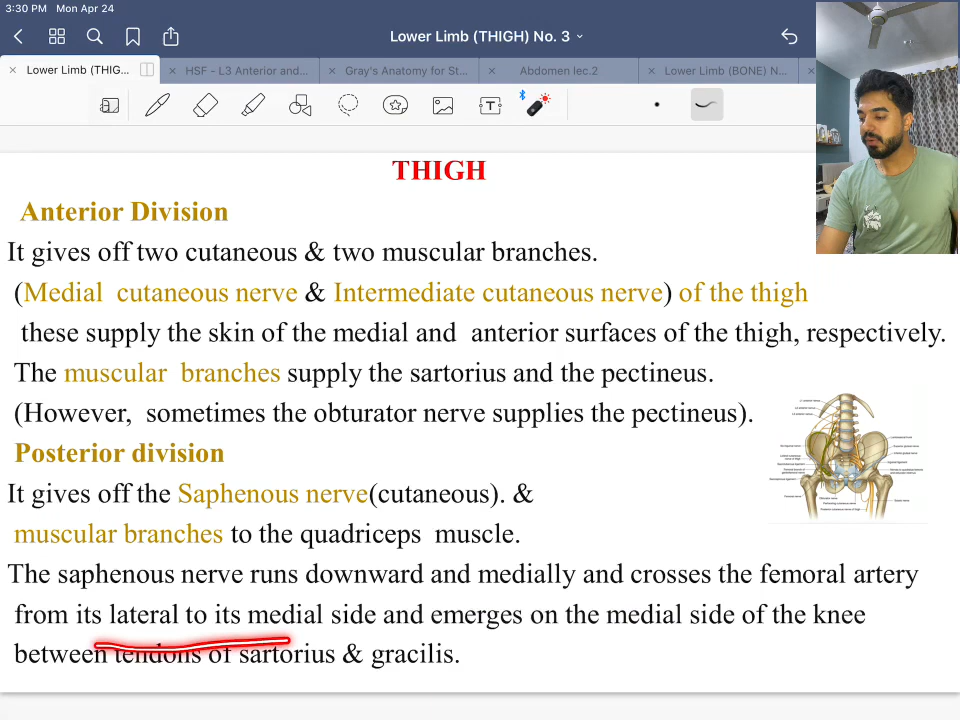 3:30 PM Mon Apr 24
Lower Limb (THIGH) No. 3
Lower Limb (THIG...
HSF - L3 Anterior and...
Gray's Anatomy for St...
Abdomen lec.2
Lower Limb (BONE) N...
T
THIGH
Anterior Division
It gives off two cutaneous & two muscular branches.
(Medial cutaneous nerve & Intermediate cutaneous nerve) of the thigh
these supply the skin of the medial and anterior surfaces of the thigh, respectively.
The muscular branches supply the sartorius and the pectineus.
(However, sometimes the obturator nerve supplies the pectineus).
Posterior division
It gives off the Saphenous nerve(cutaneous). &
muscular branches to the quadriceps muscle.
The saphenous nerve runs downward and medially and crosses the femoral artery
from its lateral to its medial side and emerges on the medial side of the knee
between tendons of sartorius & gracilis.